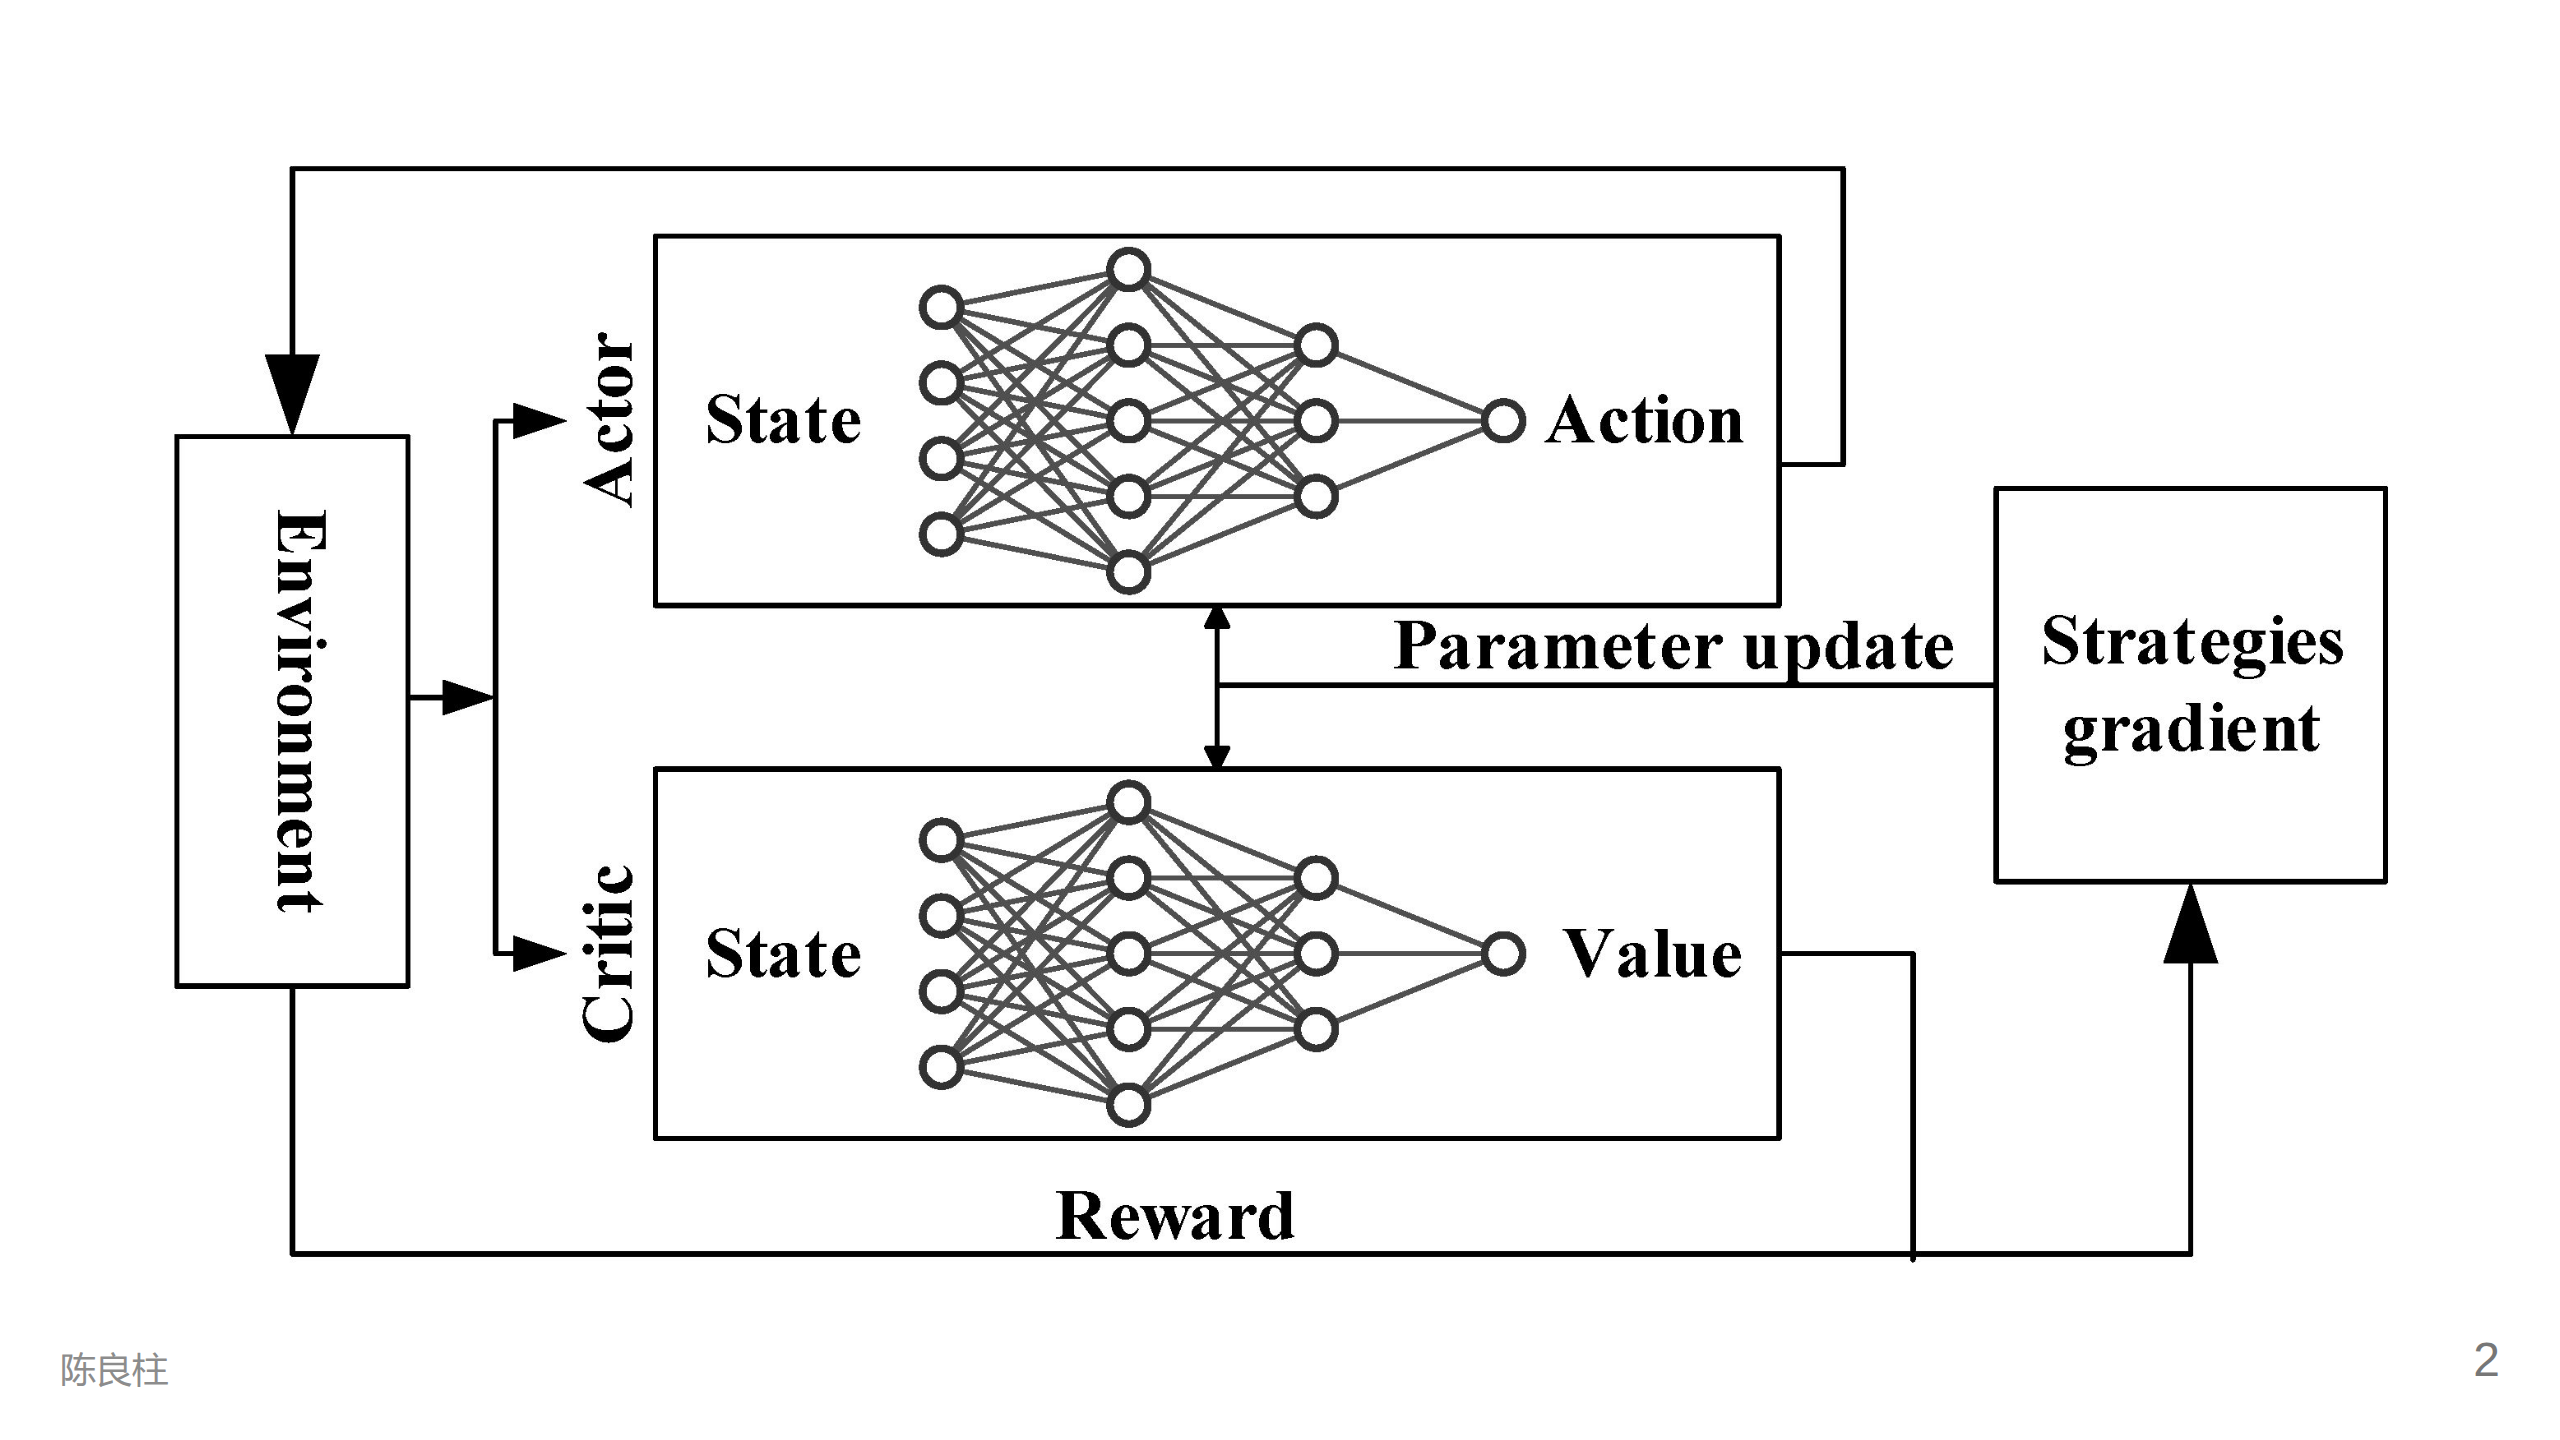 Environment
Actor
State
Action
Parameter update
Strategies
gradient
Critic
State
Value
Reward
陈良柱
2